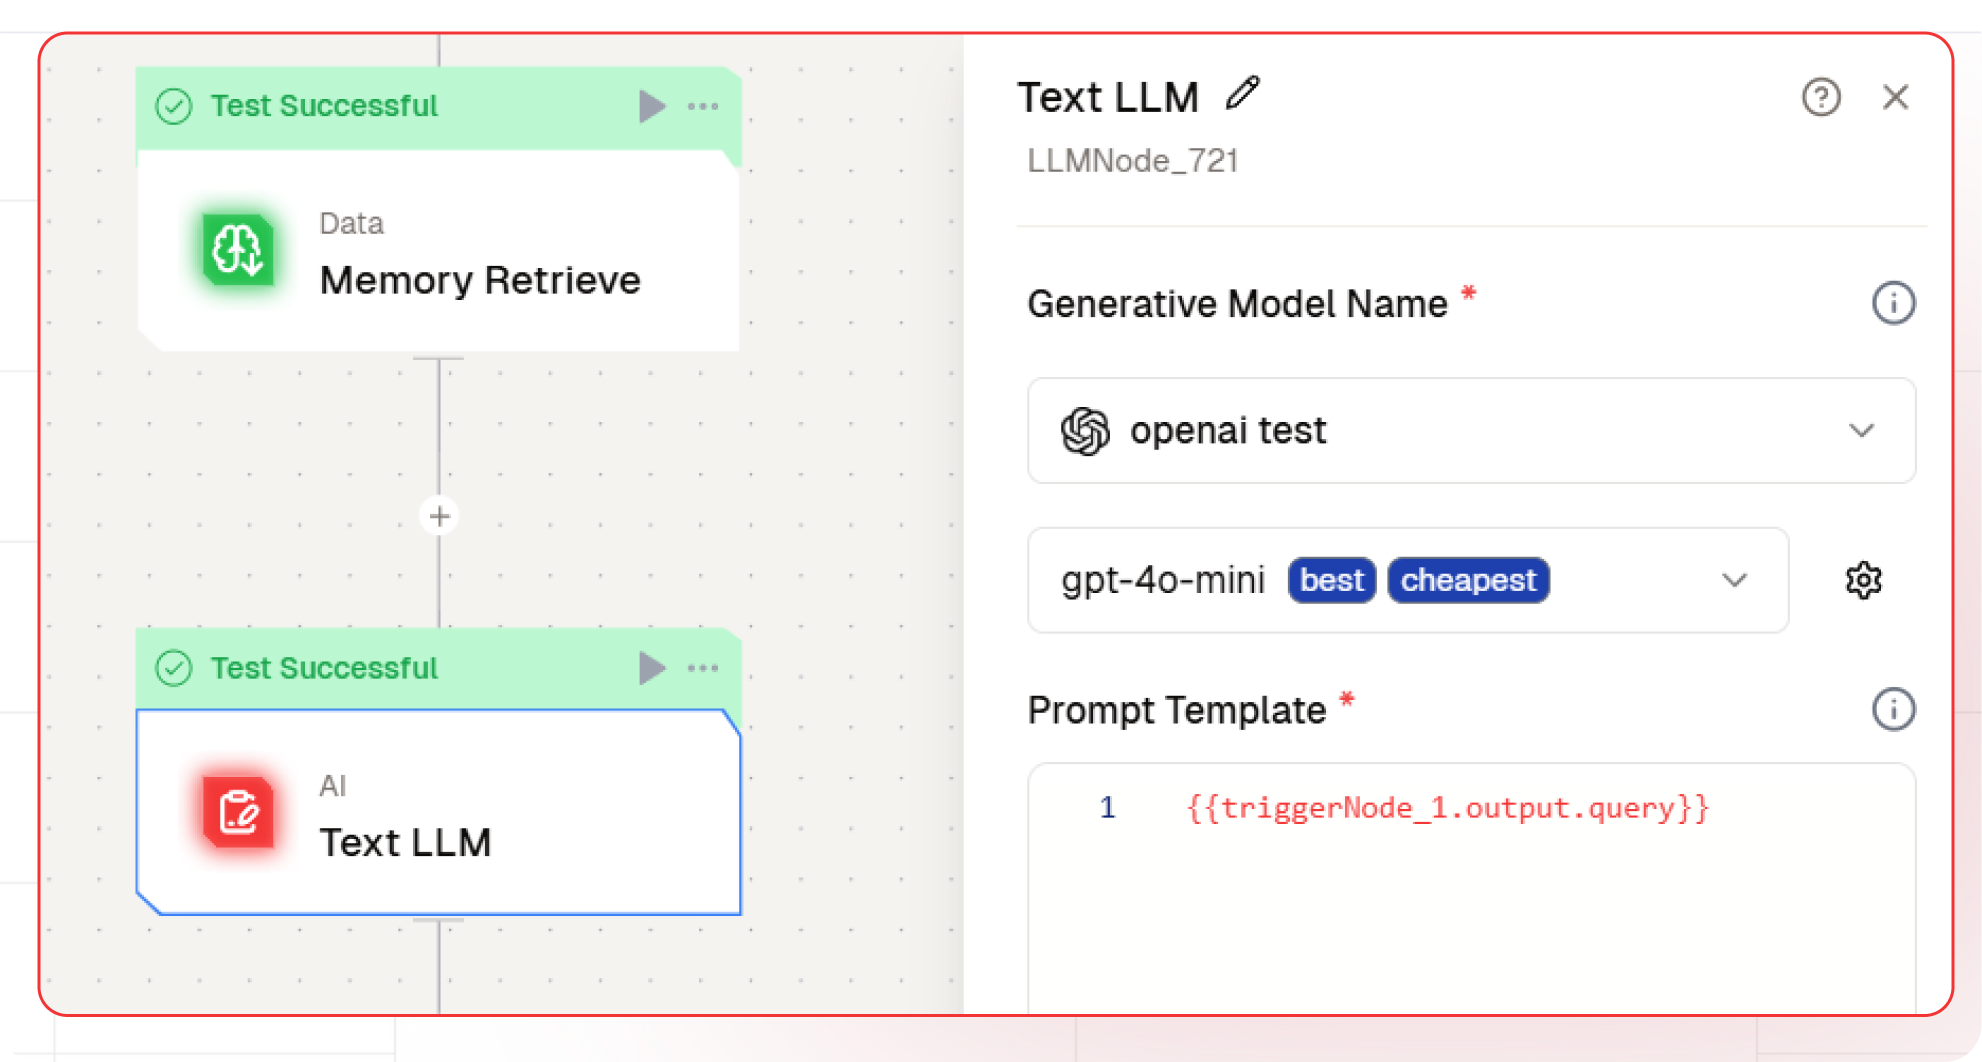 Test Successful
Data
Memory Retrieve
Test Successful
AI
Text LLM
Text LLM
LLMNode_721
Generative Model Name *
openai test
gpt-4o-mini best cheapest
Prompt Template *
1 {{triggerNode_1.output.query}}